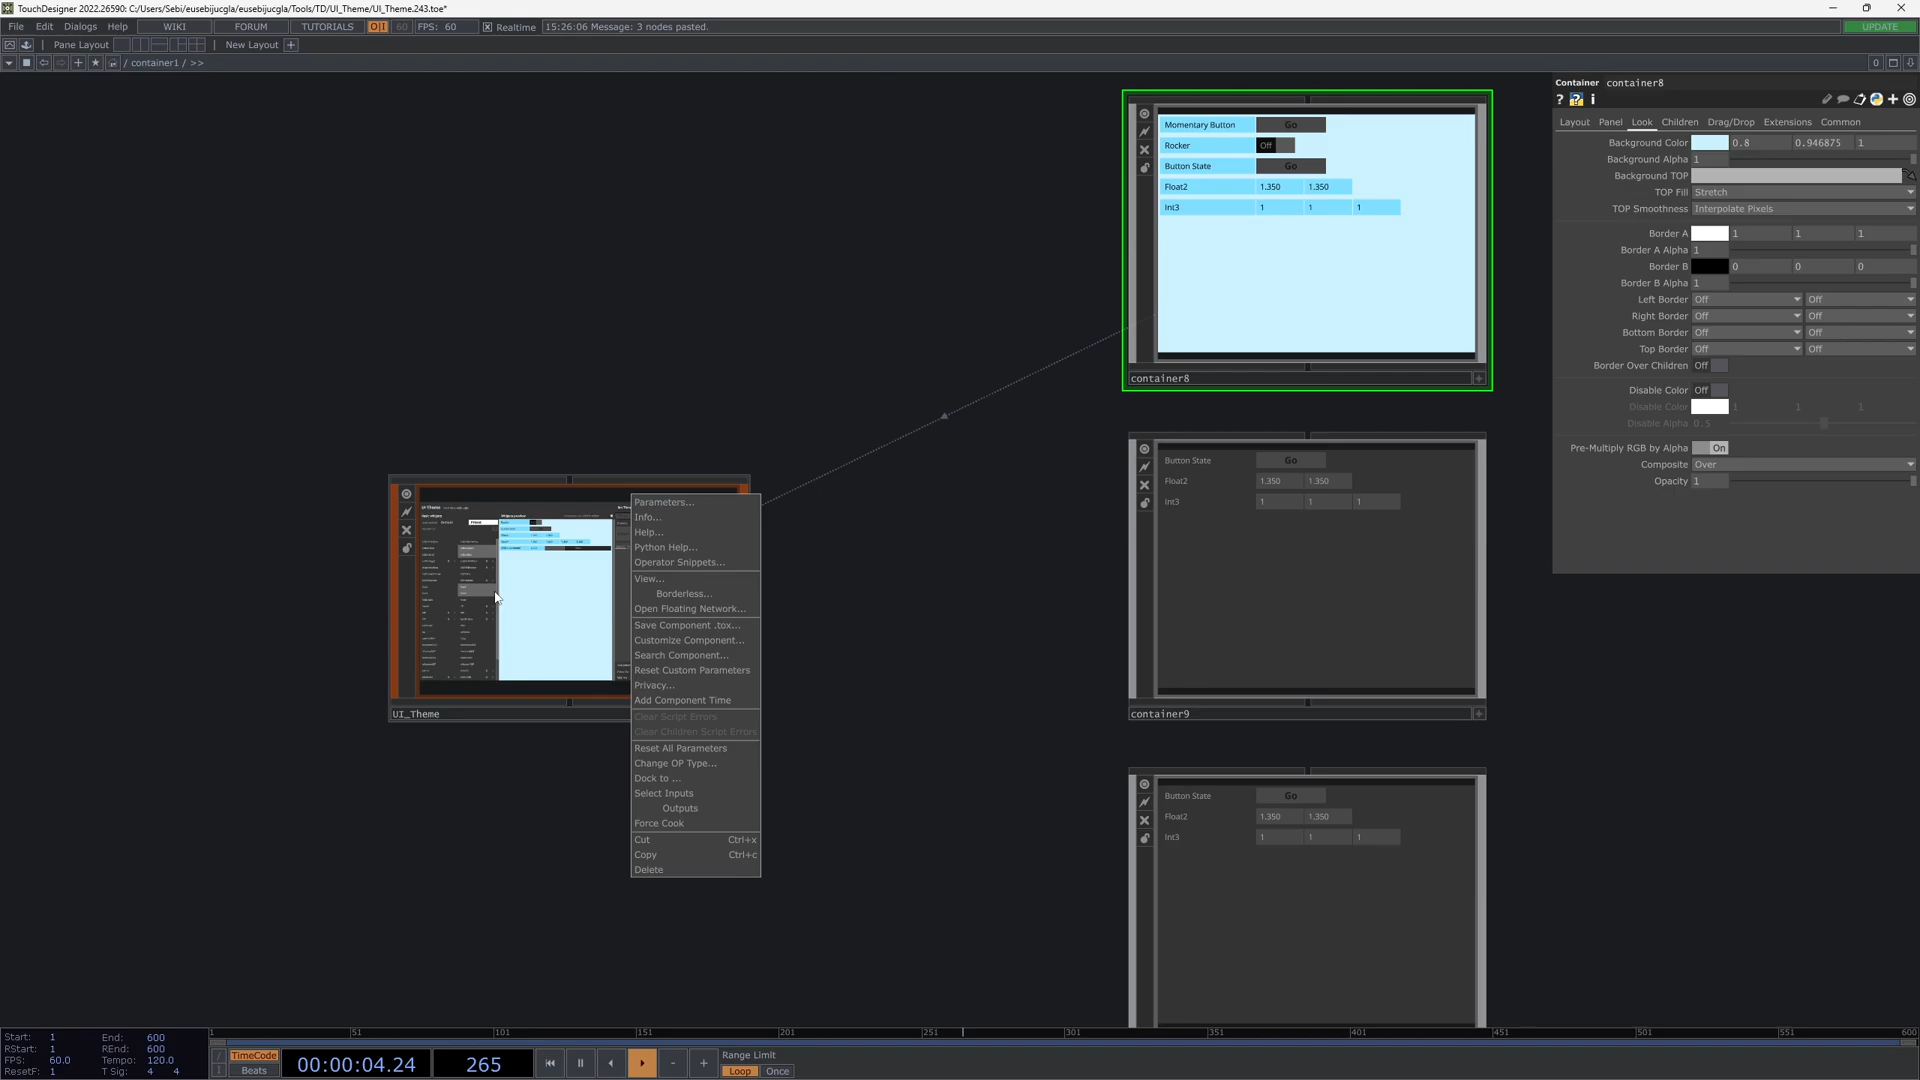 TouchDesigner 2022.26590: C:/Users/Sebi/eusebijucgla/eusebijucgla/Tools/TD/UI_Theme/UI_Theme.243.toe*
File Edit Dialogs Help WIKI FORUM TUTORIALS O|I 60 FPS: 60 Realtime 15:26:06 Message: 3 nodes pasted. UPDATE
Pane Layout New Layout +
/ container1 / >> 0
Container container8
? ? i
Layout Panel Look Children Drag/Drop Extensions Common
Background Color 0.8 0.946875 1
Background Alpha 1
Background TOP
TOP Fill Stretch
TOP Smoothness Interpolate Pixels
Border A 1 1 1
Border A Alpha 1
Border B 0 0 0
Border B Alpha 1
Left Border Off Off
Right Border Off Off
Bottom Border Off Off
Top Border Off Off
Border Over Children Off
Disable Color Off
Disable Color 1 1 1
Disable Alpha 0.5
Pre-Multiply RGB by Alpha On
Composite Over
Opacity 1
Momentary Button Go
Rocker Off
Button State Go
Float2 1.350 1.350
Int3 1 1 1
container8
Button State Go
Float2 1.350 1.350
Int3 1 1 1
container9
Button State Go
Float2 1.350 1.350
Int3 1 1 1
UI_Theme
Parameters...
Info...
Help...
Python Help...
Operator Snippets...
View...
Borderless...
Open Floating Network...
Save Component .tox...
Customize Component...
Search Component...
Reset Custom Parameters
Privacy...
Add Component Time
Clear Script Errors
Clear Children Script Errors
Reset All Parameters
Change OP Type...
Dock to ...
Select Inputs
Outputs
Force Cook
Cut Ctrl+x
Copy Ctrl+c
Delete
1 51 101 151 201 251 301 351 401 451 501 551 600
Start: 1 End: 600
RStart: 1 REnd: 600
FPS: 60.0 Tempo: 120.0
ResetF: 1 T Sig: 4 4
TimeCode
Beats
00:00:04.24 265
- +
Range Limit
Loop Once